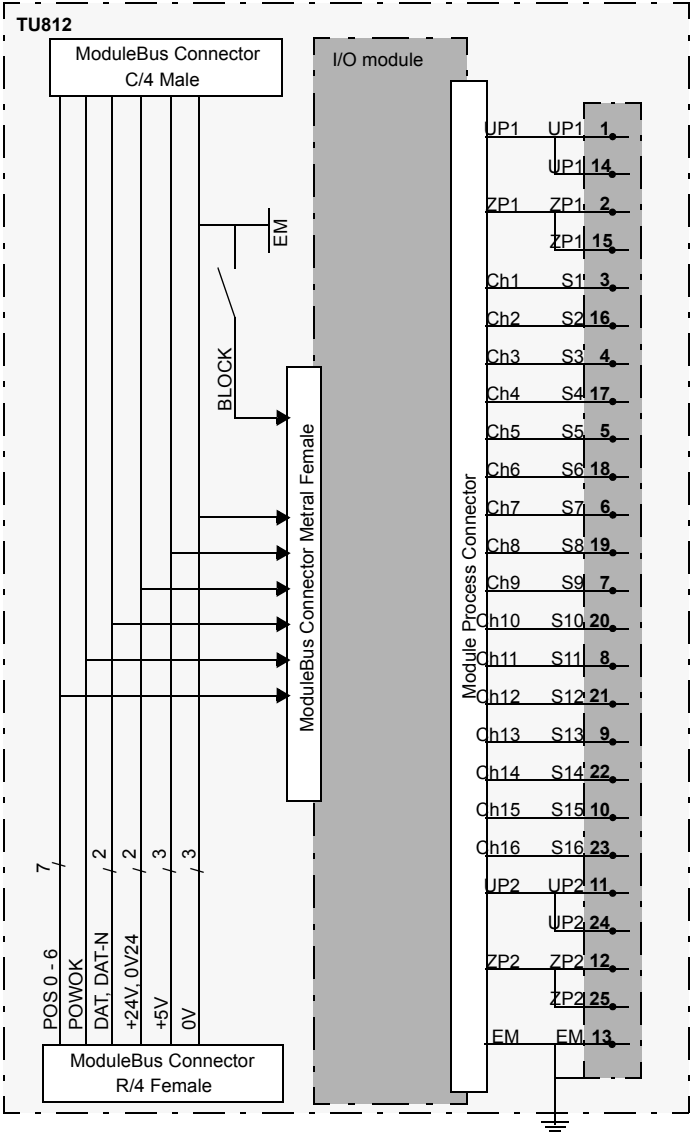 TU812
ModuleBus Connector
C/4 Male
I/O module
EM
BLOCK
ModuleBus Connector Metral Female
Module Process Connector
UP1 UP1 1
UP1 14
ZP1 ZP1 2
ZP1 15
Ch1 S1 3
Ch2 S2 16
Ch3 S3 4
Ch4 S4 17
Ch5 S5 5
Ch6 S6 18
Ch7 S7 6
Ch8 S8 19
Ch9 S9 7
Ch10 S10 20
Ch11 S11 8
Ch12 S12 21
Ch13 S13 9
Ch14 S14 22
Ch15 S15 10
Ch16 S16 23
UP2 UP2 11
UP2 24
ZP2 ZP2 12
ZP2 25
EM EM 13
7 2 2 3 3
POS 0 - 6
POWOK
DAT, DAT-N
+24V, 0V24
+5V
0V
ModuleBus Connector
R/4 Female